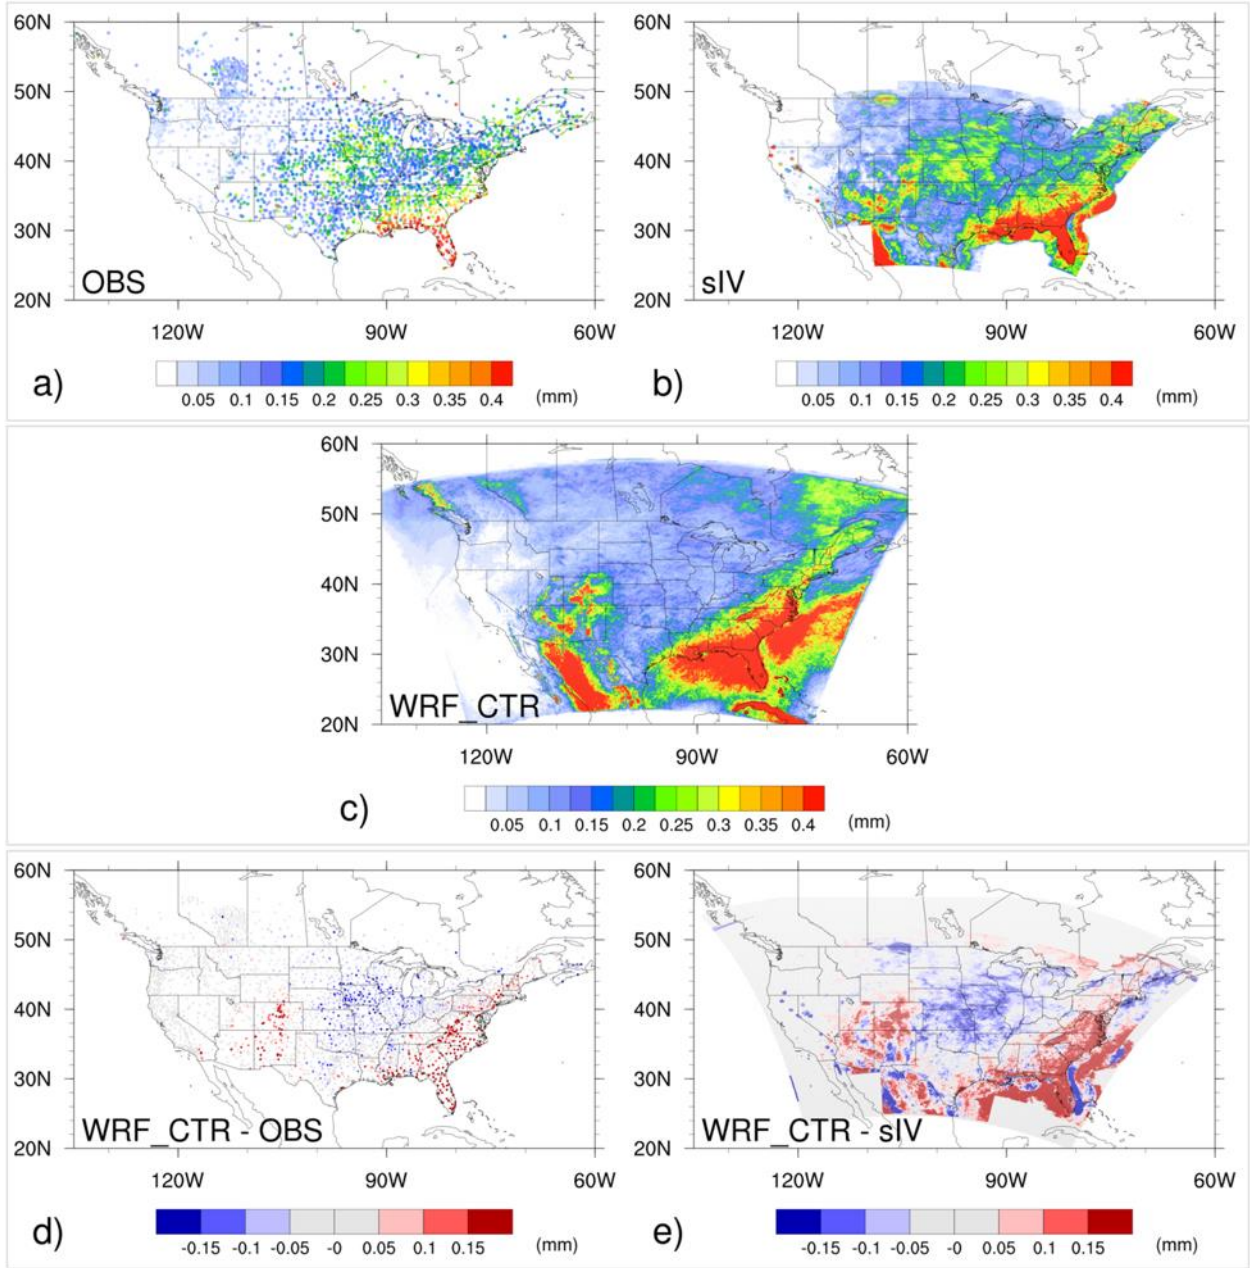 60N 60N
50N 50N
40N 40N
30N 30N
OBS sIV
20N 20N
120W 90W 60W 120W 90W 60W
a) 0.05 0.1 0.15 0.2 0.25 0.3 0.35 0.4 (mm) b) 0.05 0.1 0.15 0.2 0.25 0.3 0.35 0.4 (mm)
60N
50N
40N
30N
WRF_CTR
20N
120W 90W 60W
c) 0.05 0.1 0.15 0.2 0.25 0.3 0.35 0.4 (mm)
60N 60N
50N 50N
40N 40N
30N 30N
WRF_CTR - OBS WRF_CTR - sIV
20N 20N
120W 90W 60W 120W 90W 60W
d) -0.15 -0.1 -0.05 -0 0.05 0.1 0.15 (mm) e) -0.15 -0.1 -0.05 -0 0.05 0.1 0.15 (mm)